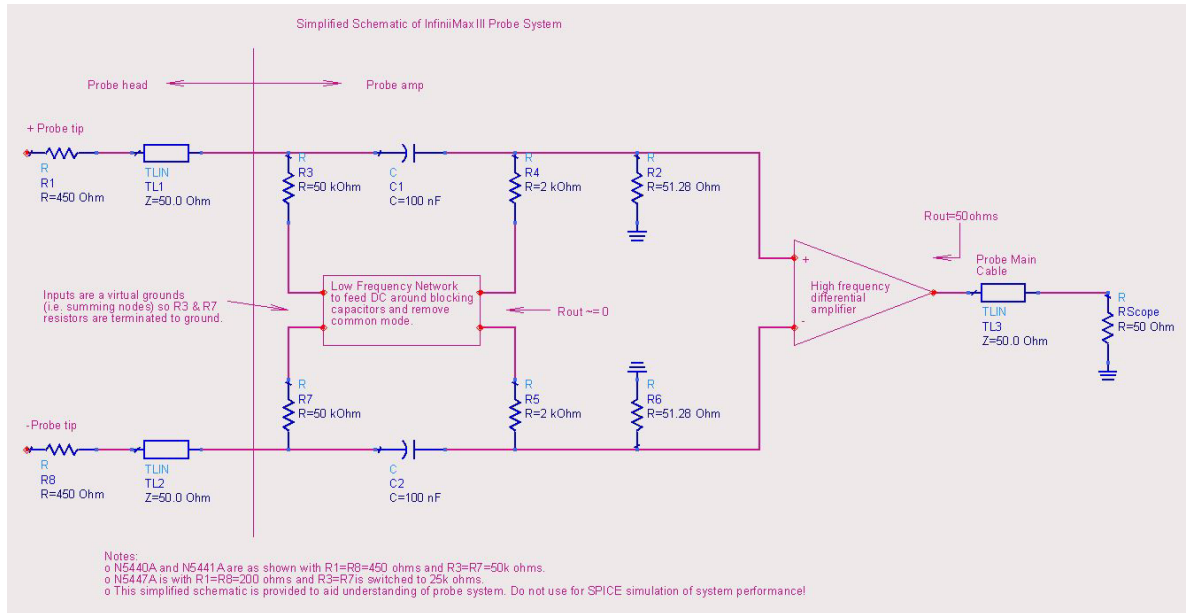 Simplified Schematic of InfiniiMax III Probe System
Probe head
Probe amp
+ Probe tip
R
R1
R=450 Ohm
TLIN
TL1
Z=50.0 Ohm
R
R3
R=50 kOhm
C
C1
C=100 nF
R
R4
R=2 kOhm
R
R2
R=51.28 Ohm
Rout=50ohms
Inputs are a virtual grounds
(i.e. summing nodes) so R3 & R7
resistors are terminated to ground.
Low Frequency Network
to feed DC around blocking
capacitors and remove
common mode.
Rout ~= 0
+
-
High frequency
differential
amplifier
Probe Main
Cable
TLIN
TL3
Z=50.0 Ohm
R
RScope
R=50 Ohm
R
R7
R=50 kOhm
R
R5
R=2 kOhm
R
R6
R=51.28 Ohm
-Probe tip
R
R8
R=450 Ohm
TLIN
TL2
Z=50.0 Ohm
C
C2
C=100 nF
Notes:
o N5440A and N5441A are as shown with R1=R8=450 ohms and R3=R7=50k ohms.
o N5447A is with R1=R8=200 ohms and R3=R7is switched to 25k ohms.
o This simplified schematic is provided to aid understanding of probe system. Do not use for SPICE simulation of system performance!